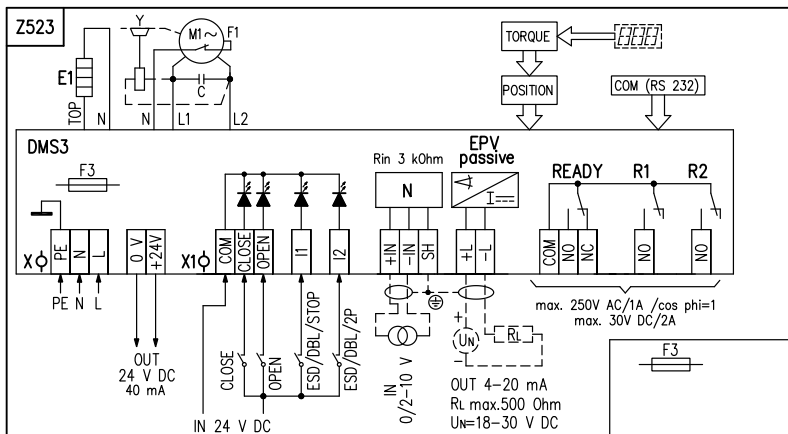 Z523
Y
M1~
F1
E1
C
TOP
N
N
L1
L2
TORQUE
POSITION
COM (RS 232)
DMS3
F3
Rin 3 kOhm
N
EPV
passive
I
READY
R1
R2
X
PE
N
L
0 V
+24V
X1
COM
CLOSE
OPEN
I1
I2
+IN
-IN
SH
+L
-L
COM
NO
NC
NO
NO
PE N L
OUT
24 V DC
40 mA
CLOSE
OPEN
ESD/DBL/STOP
ESD/DBL/2P
IN 24 V DC
IN
0/2-10 V
+
UN
-
RL
OUT 4-20 mA
RL max.500 Ohm
UN=18-30 V DC
max. 250V AC/1A /cos phi=1
max. 30V DC/2A
F3